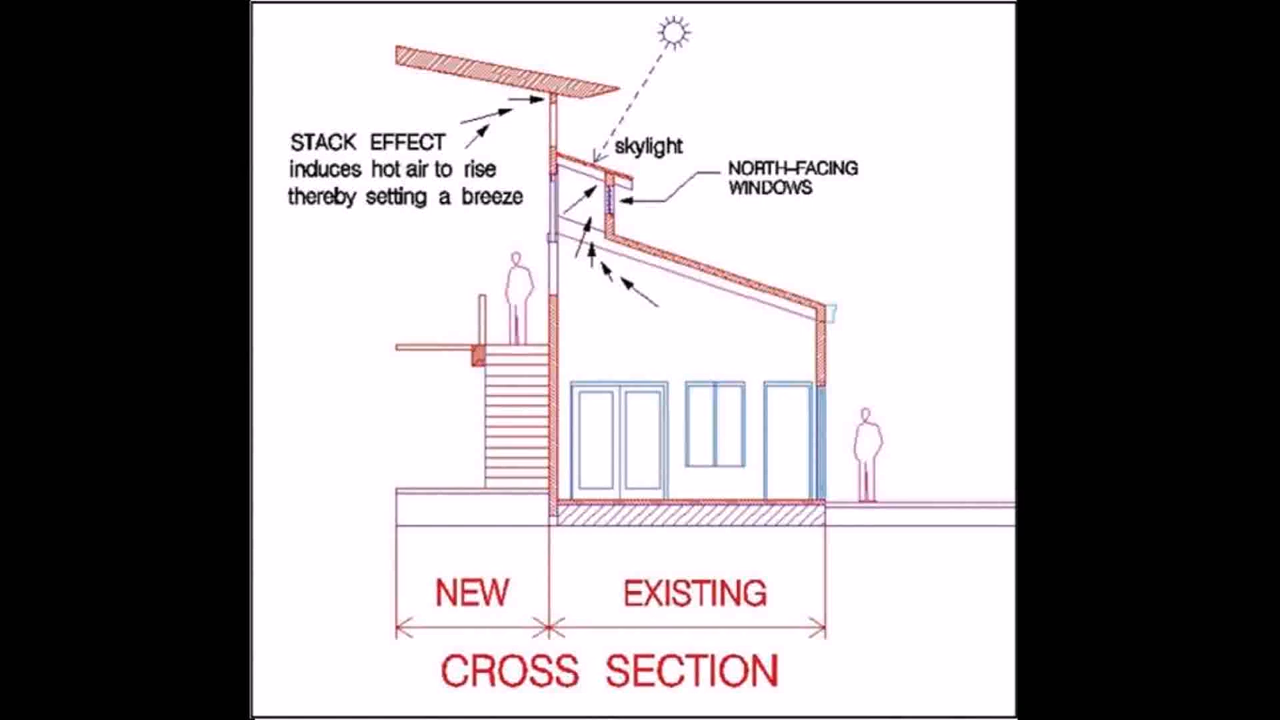 STACK EFFECT
induces hot air to rise
thereby setting a breeze
skylight
NORTH-FACING
WINDOWS
NEW
EXISTING
CROSS SECTION